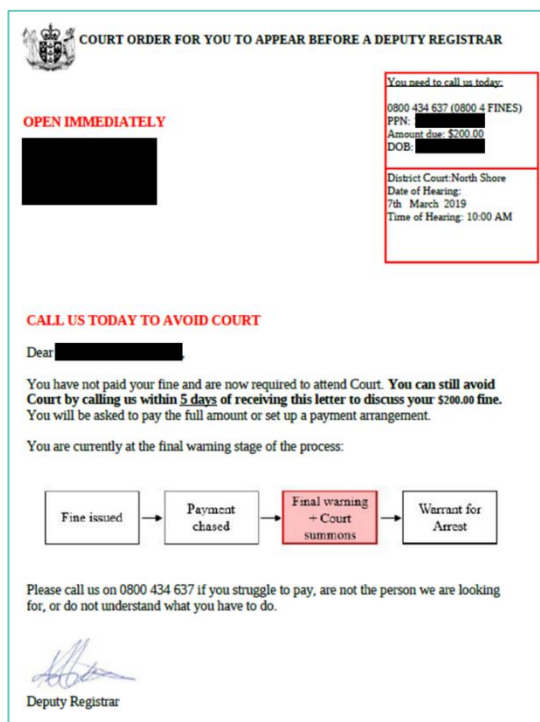 COURT ORDER FOR YOU TO APPEAR BEFORE A DEPUTY REGISTRAR
You need to call us today:
0800 434 637 (0800 4 FINES)
PPN:
Amount due: $200.00
DOB:
OPEN IMMEDIATELY
District Court:North Shore
Date of Hearing:
7th March 2019
Time of Hearing: 10:00 AM
CALL US TODAY TO AVOID COURT
Dear ,
You have not paid your fine and are now required to attend Court. You can still avoid
Court by calling us within 5 days of receiving this letter to discuss your $200.00 fine.
You will be asked to pay the full amount or set up a payment arrangement.
You are currently at the final warning stage of the process:
Fine issued
Payment
chased
Final warning
+ Court
summons
Warrant for
Arrest
Please call us on 0800 434 637 if you struggle to pay, are not the person we are looking
for, or do not understand what you have to do.
Deputy Registrar